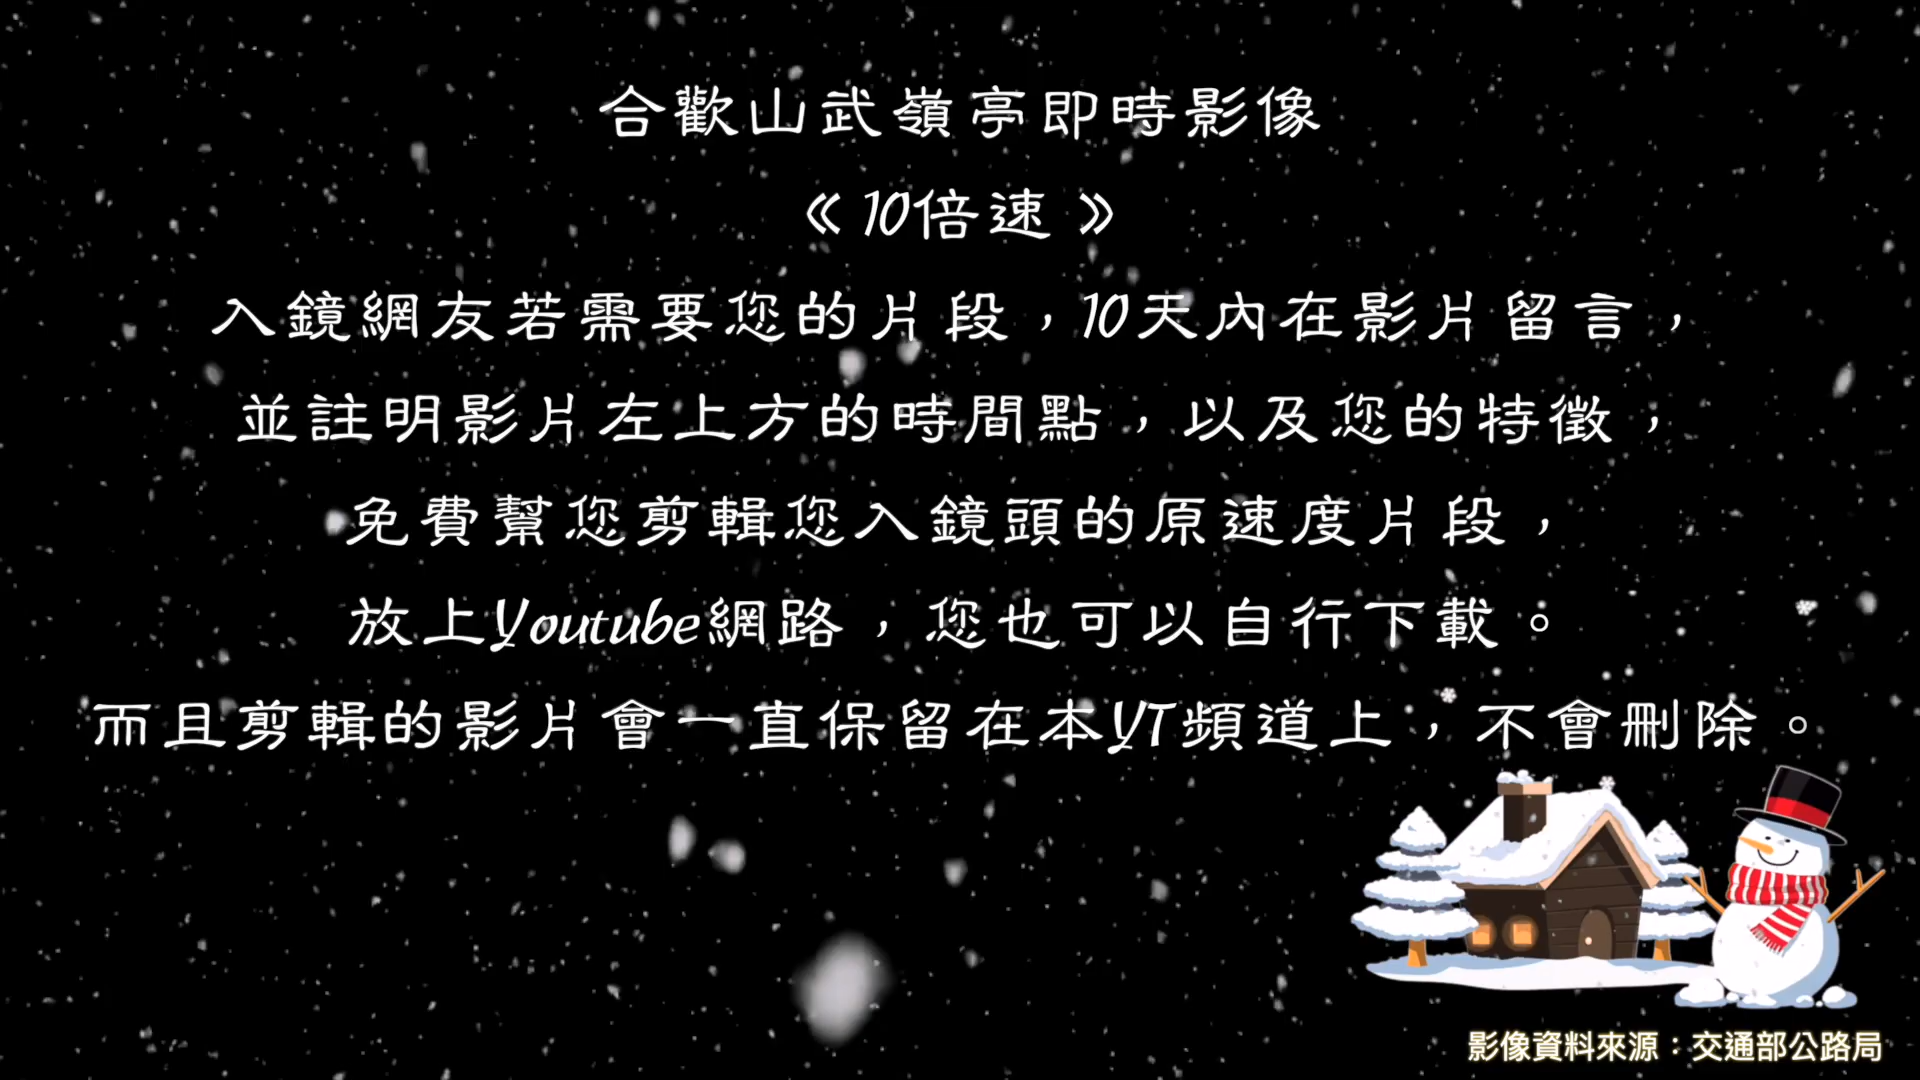 合歡山武嶺亭即時影像
《10倍速》
入鏡網友若需要您的片段，10天內在影片留言，
並註明影片左上方的時間點，以及您的特徵，
免費幫您剪輯您入鏡頭的原速度片段，
放上Youtube網路，您也可以自行下載。
而且剪輯的影片會一直保留在本YT頻道上，不會刪除。
影像資料來源：交通部公路局